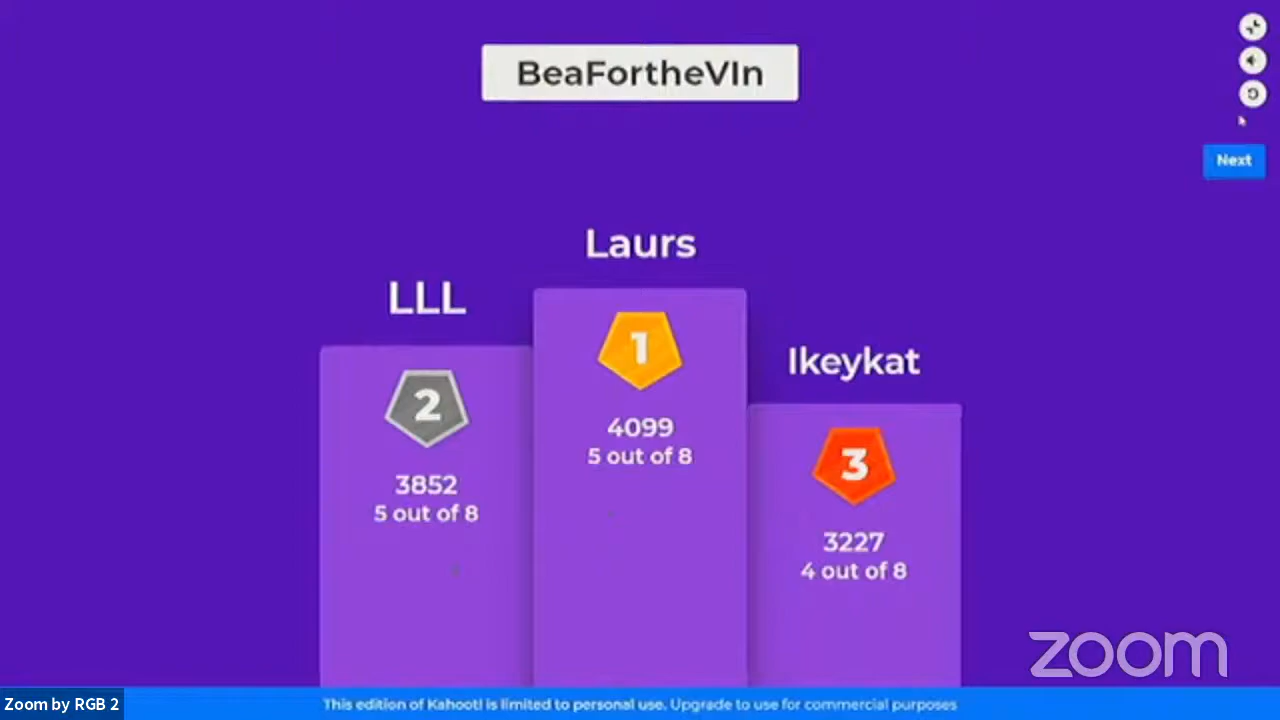 BeaFortheVIn
Next
Laurs
LLL
1
Ikeykat
2
4099
5 out of 8
3
3852
5 out of 8
3227
4 out of 8
zoom
Zoom by RGB 2
This edition of Kahoot! is limited to personal use. Upgrade to use for commercial purposes